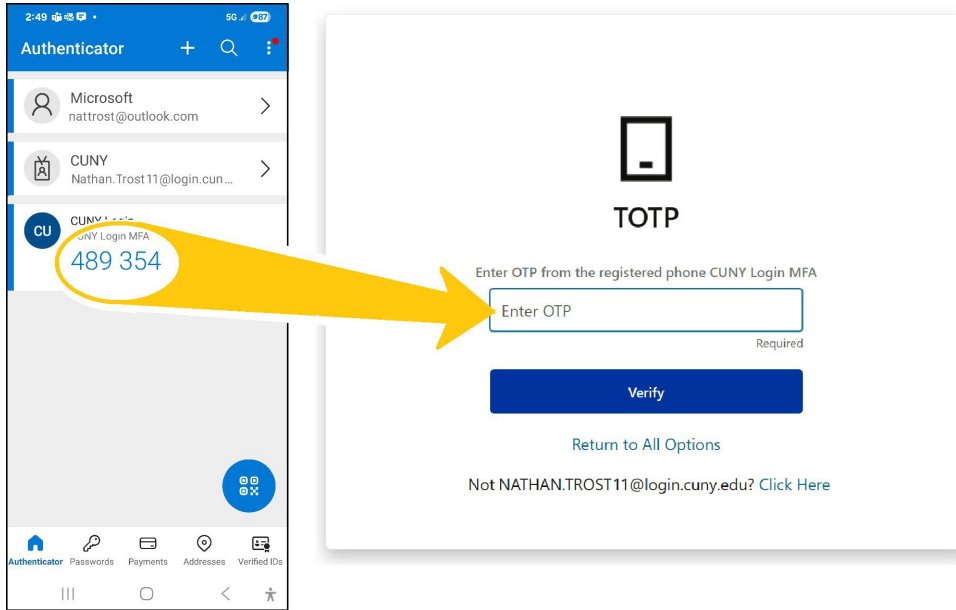 2:49
5G 87
Authenticator
Microsoft
nattrost@outlook.com
CUNY
Nathan.Trost11@login.cun...
CU
CUNY Login
CUNY Login MFA
489 354
Authenticator Passwords Payments Addresses Verified IDs
TOTP
Enter OTP from the registered phone CUNY Login MFA
Enter OTP
Required
Verify
Return to All Options
Not NATHAN.TROST11@login.cuny.edu? Click Here